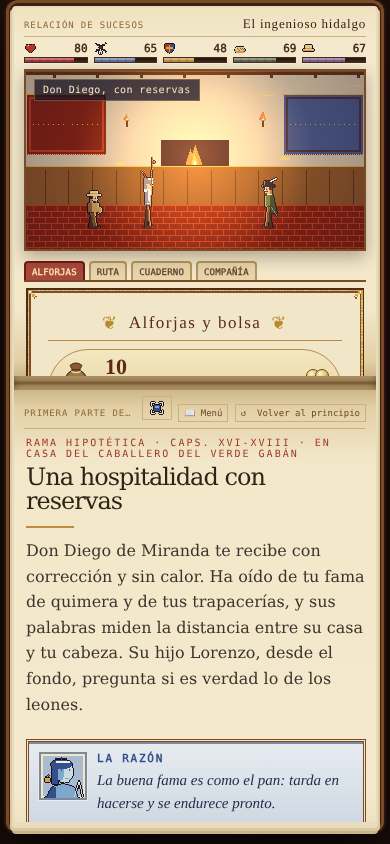 RELACIÓN DE SUCESOS
El ingenioso hidalgo
80 65 48 69 67
Don Diego, con reservas
ALFORJAS RUTA CUADERNO COMPAÑÍA
Alforjas y bolsa
10
PRIMERA PARTE DE… Menú ↺ Volver al principio
RAMA HIPOTÉTICA · CAPS. XVI-XVIII · EN
CASA DEL CABALLERO DEL VERDE GABÁN
Una hospitalidad con
reservas
Don Diego de Miranda te recibe con
corrección y sin calor. Ha oído de tu fama
de quimera y de tus trapacerías, y sus
palabras miden la distancia entre su casa
y tu cabeza. Su hijo Lorenzo, desde el
fondo, pregunta si es verdad lo de los
leones.
LA RAZÓN
La buena fama es como el pan: tarda en
hacerse y se endurece pronto.